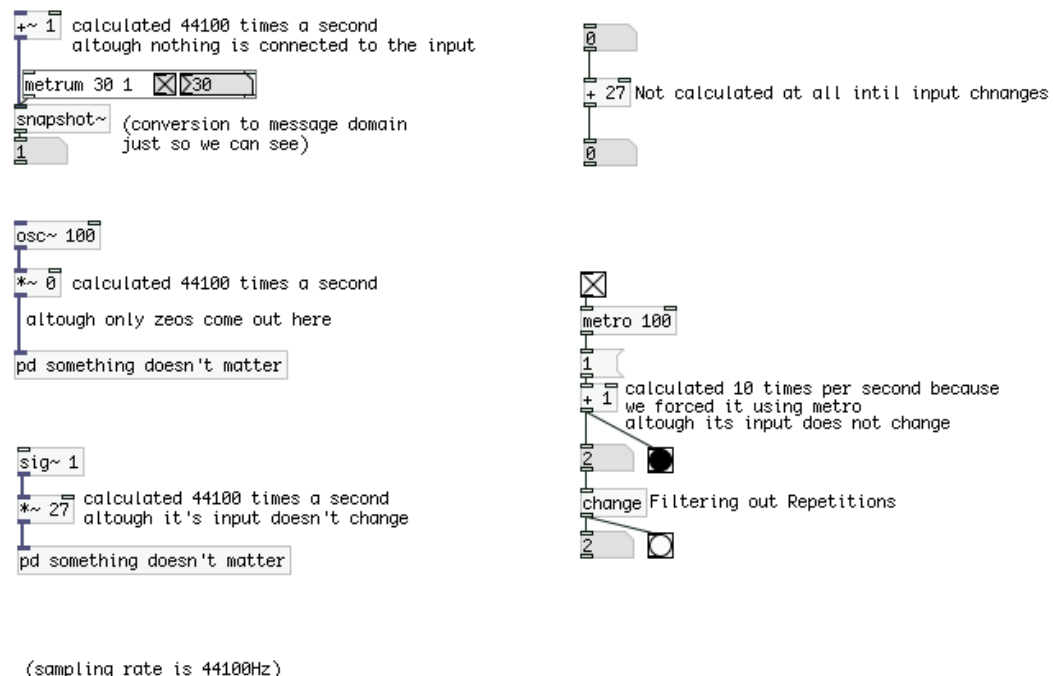 +~ 1
calculated 44100 times a second
altough nothing is connected to the input
metrum 30 1
30
snapshot~
(conversion to message domain
just so we can see)
1
osc~ 100
*~ 0
calculated 44100 times a second
altough only zeos come out here
pd something doesn't matter
sig~ 1
*~ 27
calculated 44100 times a second
altough it's input doesn't change
pd something doesn't matter
(sampling rate is 44100Hz)
0
+ 27
Not calculated at all intil input chnanges
0
metro 100
1
+ 1
calculated 10 times per second because
we forced it using metro
altough its input does not change
2
change
Filtering out Repetitions
2